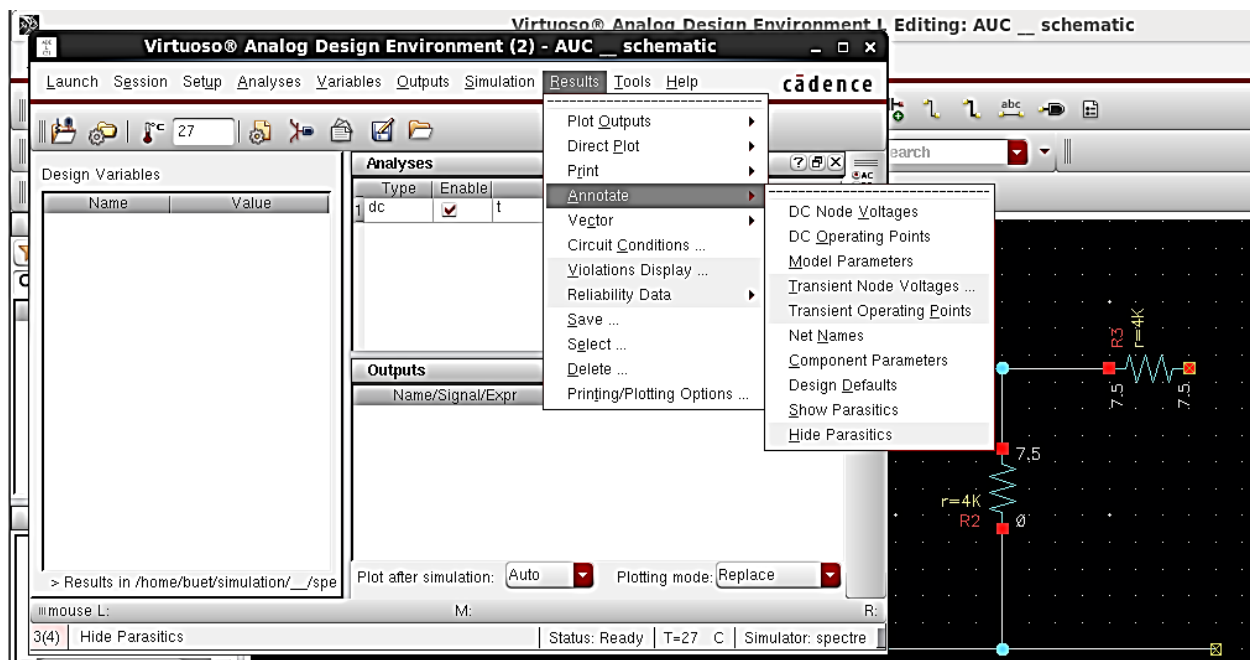 Virtuoso® Analog Design Environment L Editing: AUC __ schematic
Virtuoso® Analog Design Environment (2) - AUC __ schematic
Launch Session Setup Analyses Variables Outputs Simulation Results Tools Help
cādence
27
Design Variables
Name Value
Analyses
Type Enable
1 dc t
Outputs
Name/Signal/Expr
Plot Outputs
Direct Plot
Print
Annotate
Vector
Circuit Conditions ...
Violations Display ...
Reliability Data
Save ...
Select ...
Delete ...
Printing/Plotting Options ...
DC Node Voltages
DC Operating Points
Model Parameters
Transient Node Voltages ...
Transient Operating Points
Net Names
Component Parameters
Design Defaults
Show Parasitics
Hide Parasitics
AC
abc
earch
R3
r=4K
7.5
7.5
7.5
r=4K
R2
0
> Results in /home/buet/simulation/__/spe
Plot after simulation: Auto
Plotting mode: Replace
mouse L: M: R:
3(4) Hide Parasitics
Status: Ready T=27 C Simulator: spectre